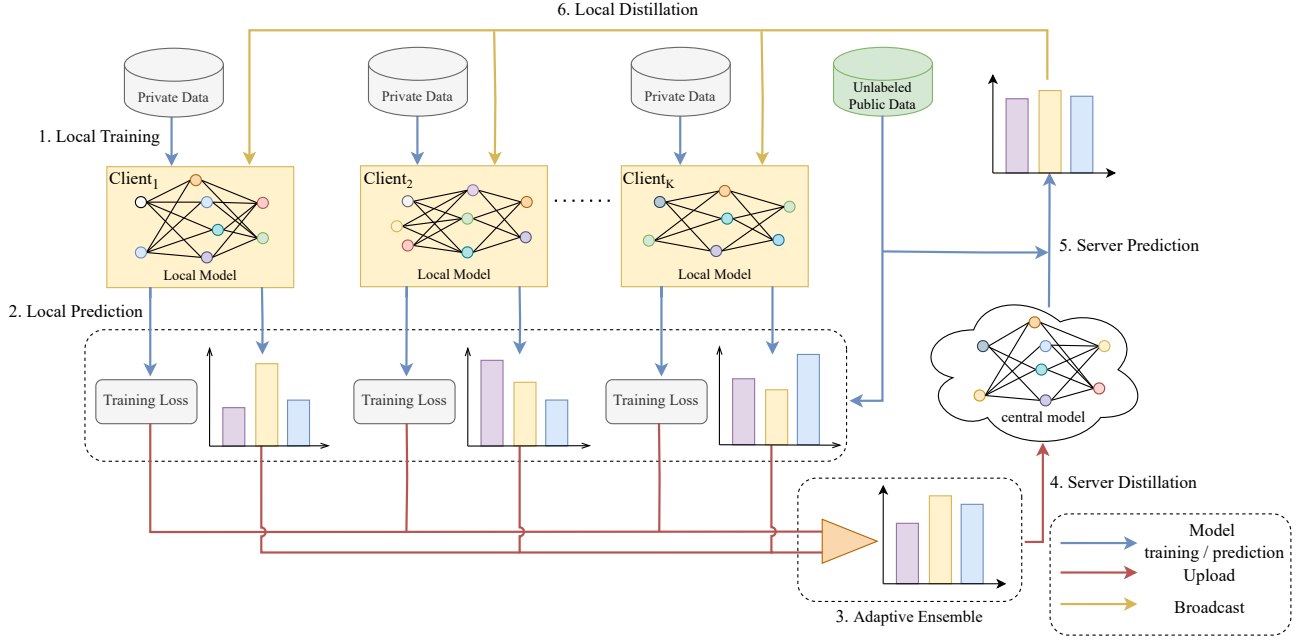 6. Local Distillation
Private Data
Private Data
Private Data
Unlabeled
Public Data
1. Local Training
Client1
Local Model
Client2
Local Model
.......
ClientK
Local Model
5. Server Prediction
2. Local Prediction
Training Loss
Training Loss
Training Loss
central model
4. Server Distillation
3. Adaptive Ensemble
Model
training / prediction
Upload
Broadcast